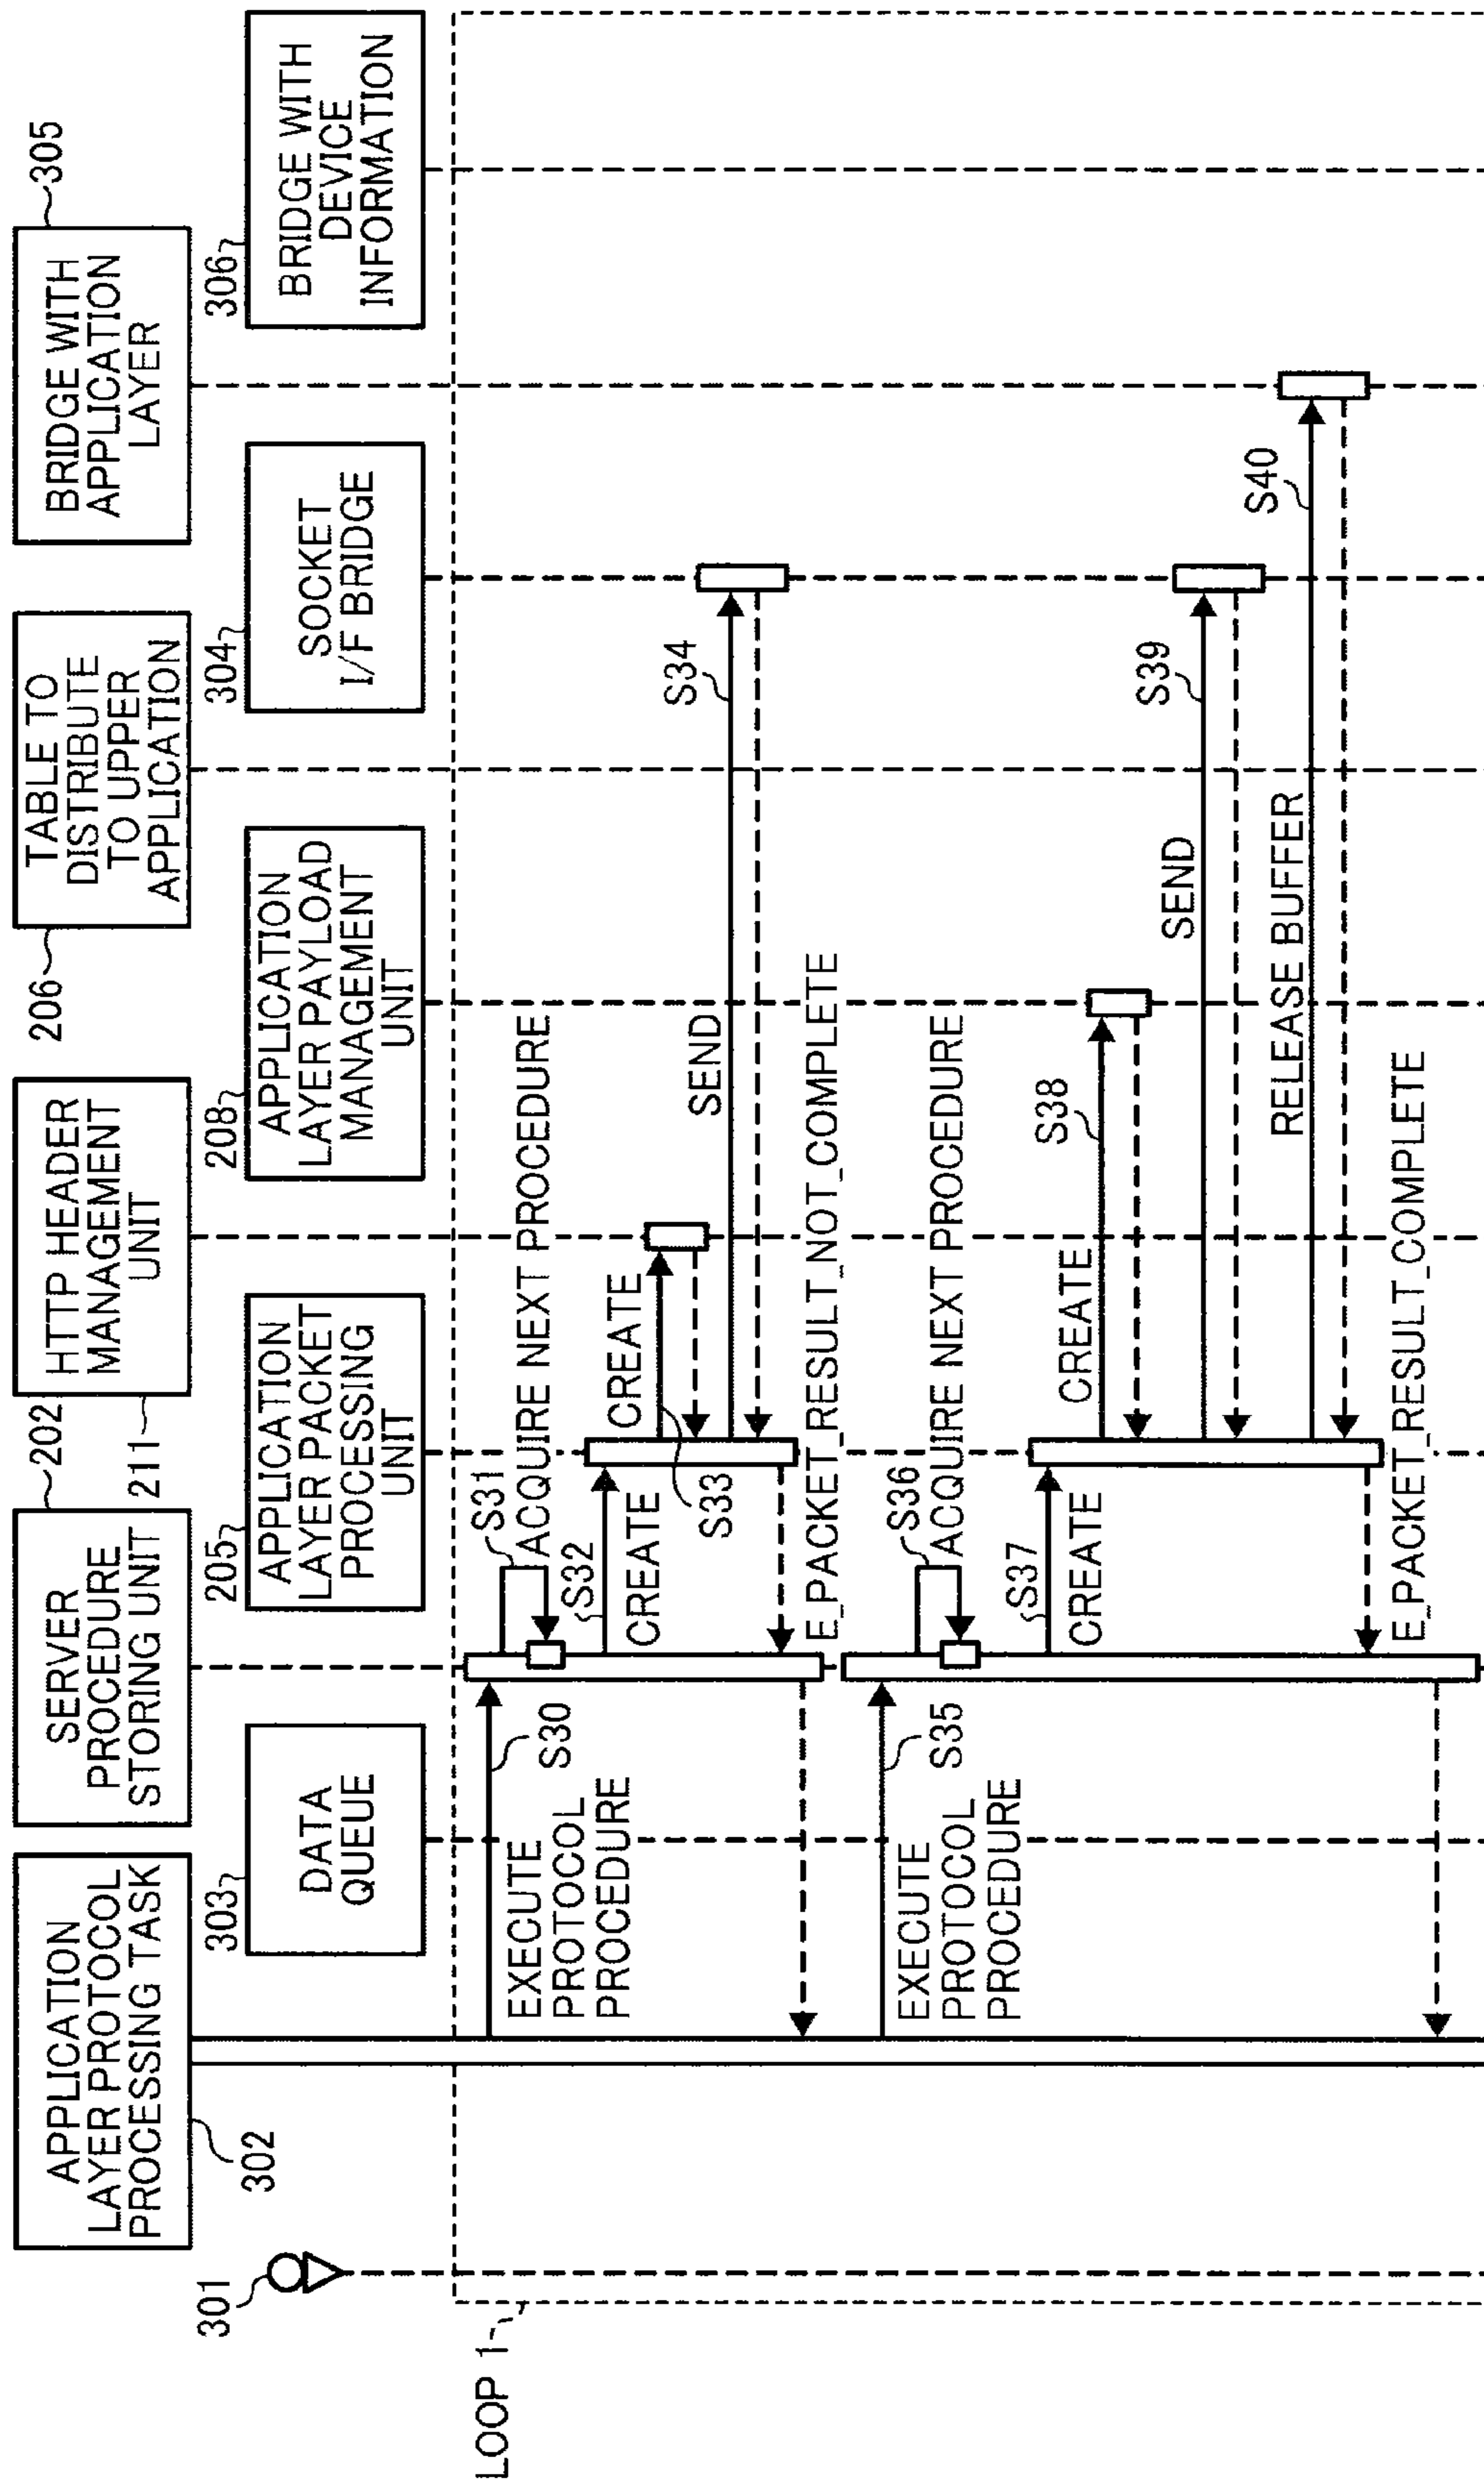 301
APPLICATION
LAYER PROTOCOL
PROCESSING TASK
302
DATA
QUEUE
303
SERVER
PROCEDURE
STORING UNIT
202
APPLICATION
LAYER PACKET
PROCESSING
UNIT
205
HTTP HEADER
MANAGEMENT
UNIT
211
APPLICATION
LAYER PAYLOAD
MANAGEMENT
UNIT
208
TABLE TO
DISTRIBUTE
TO UPPER
APPLICATION
206
SOCKET
I/F BRIDGE
304
BRIDGE WITH
APPLICATION
LAYER
305
BRIDGE WITH
DEVICE
INFORMATION
306
LOOP 1
S30
EXECUTE
PROTOCOL
PROCEDURE
S31
ACQUIRE NEXT PROCEDURE
S32
CREATE
CREATE
S33
SEND
S34
E_PACKET_RESULT_NOT_COMPLETE
S35
EXECUTE
PROTOCOL
PROCEDURE
S36
ACQUIRE NEXT PROCEDURE
S37
CREATE
CREATE
S38
SEND
S39
RELEASE BUFFER
S40
E_PACKET_RESULT_COMPLETE